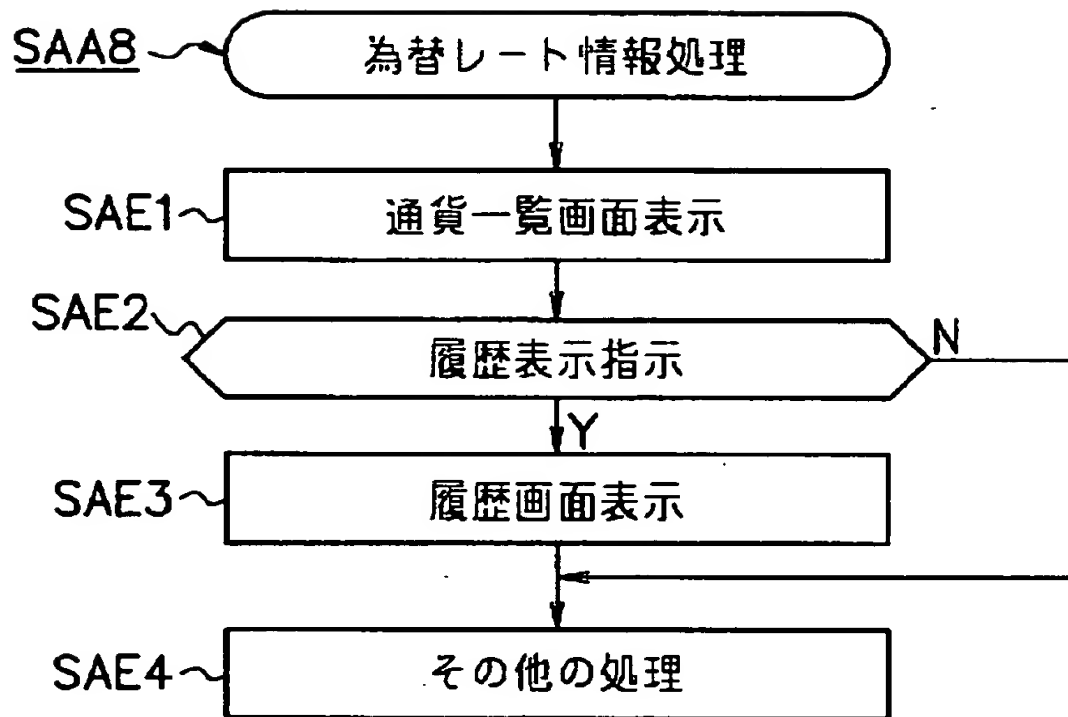 SAA8 為替レート情報処理
SAE1 通貨一覧画面表示
SAE2 履歴表示指示 N
Y
SAE3 履歴画面表示
SAE4 その他の処理